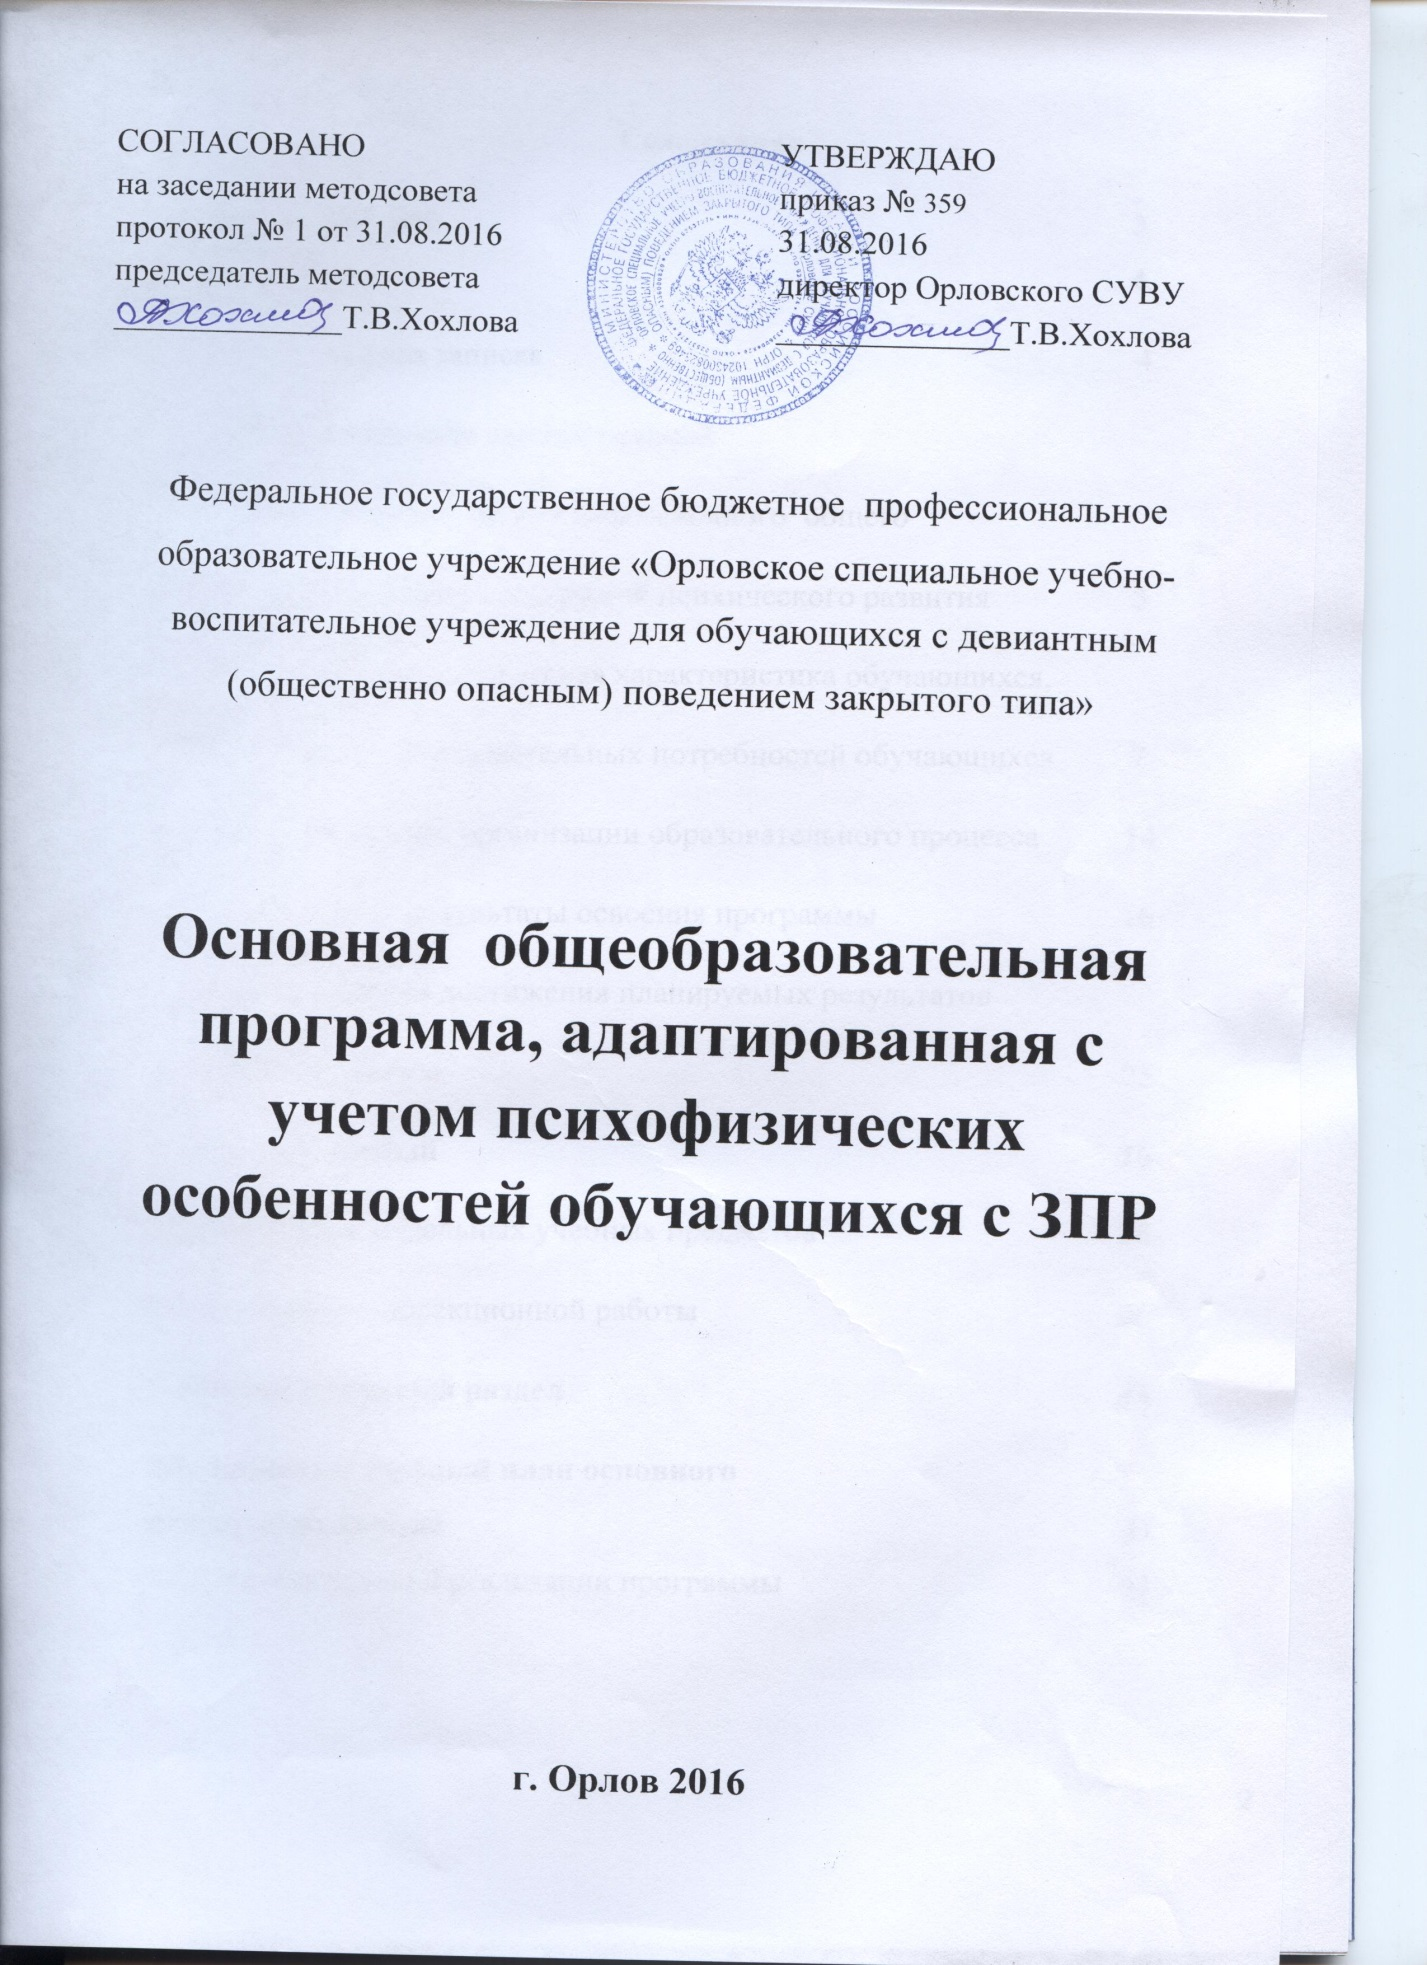 СОГЛАСОВАНО
на заседании методсовета
протокол № 1 от 31.08.2016
председатель методсовета
Т.В.Хохлова
УТВЕРЖДАЮ
приказ № 359
31.08.2016
директор Орловского СУВУ
Т.В.Хохлова
Федеральное государственное бюджетное профессиональное
образовательное учреждение «Орловское специальное учебно-
воспитательное учреждение для обучающихся с девиантным
(общественно опасным) поведением закрытого типа»
Основная общеобразовательная
программа, адаптированная с
учетом психофизических
особенностей обучающихся с ЗПР
г. Орлов 2016